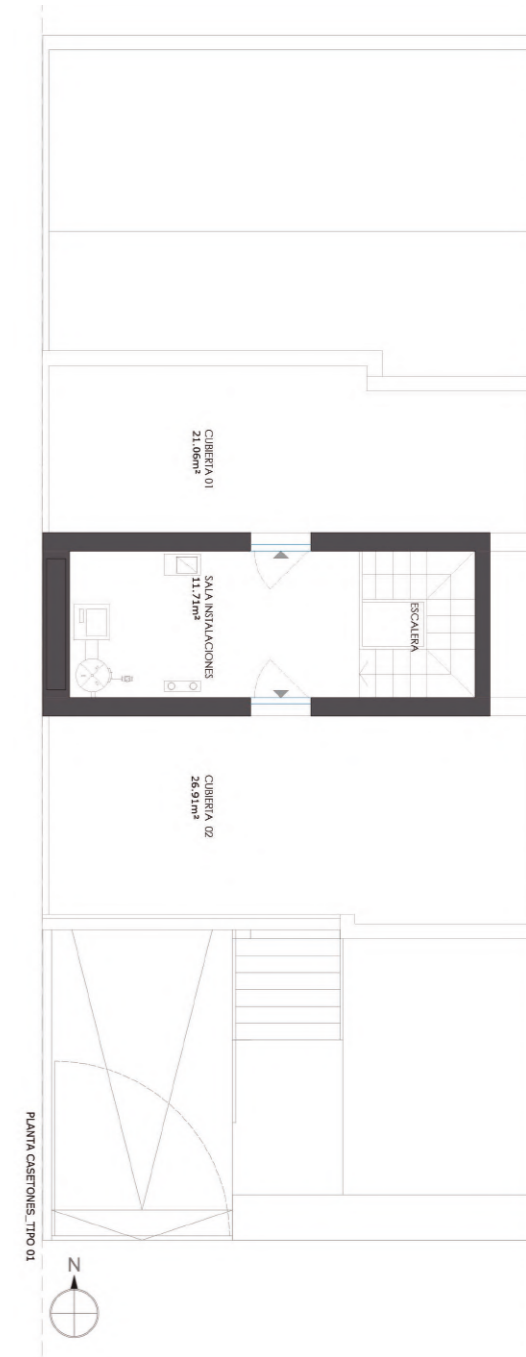 CUBIERTA 01
21.06m²
SALA INSTALACIONES
11.71m²
ESCALERA
CUBIERTA 02
26.91m²
PLANTA CASETONES_TIPO 01
N